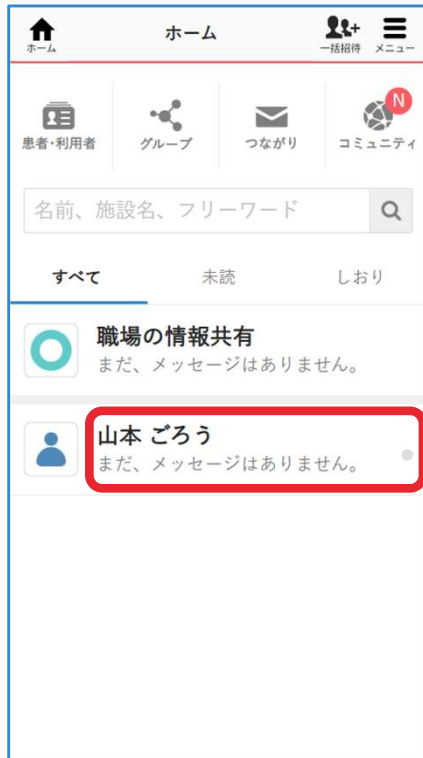 ホーム
ホーム
一括招待
メニュー
患者・利用者
グループ
つながり
コミュニティ
N
名前、施設名、フリーワード
すべて
未読
しおり
職場の情報共有
まだ、メッセージはありません。
山本 ごろう
まだ、メッセージはありません。